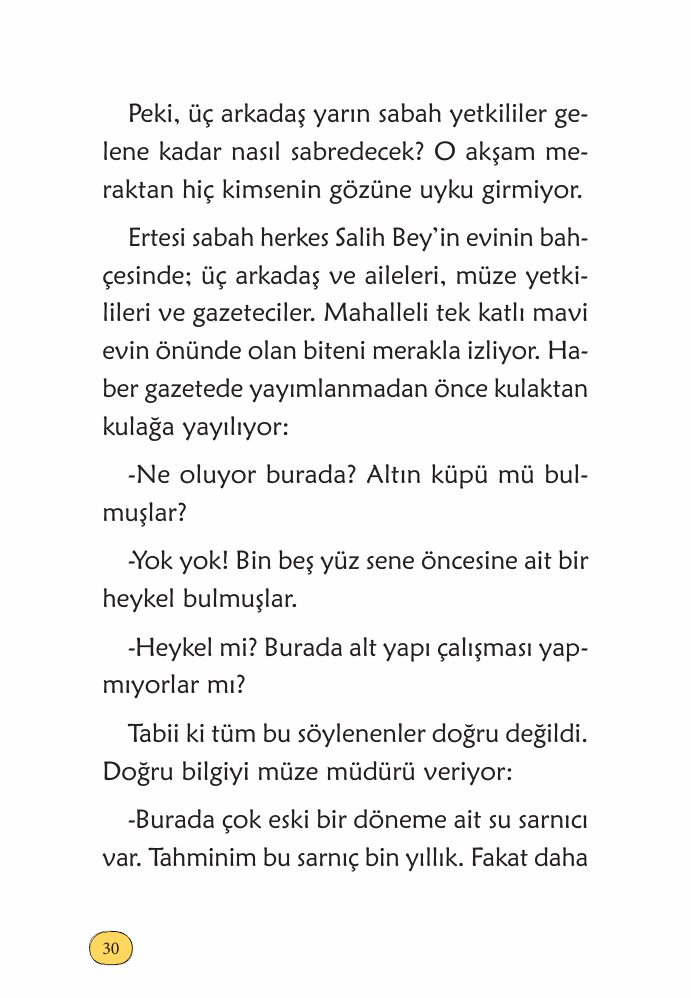 Peki, üç arkadaş yarın sabah yetkililer ge-
lene kadar nasıl sabredecek? O akşam me-
raktan hiç kimsenin gözüne uyku girmiyor.
Ertesi sabah herkes Salih Bey’in evinin bah-
çesinde; üç arkadaş ve aileleri, müze yetki-
lileri ve gazeteciler. Mahalleli tek katlı mavi
evin önünde olan biteni merakla izliyor. Ha-
ber gazetede yayımlanmadan önce kulaktan
kulağa yayılıyor:
-Ne oluyor burada? Altın küpü mü bul-
muşlar?
-Yok yok! Bin beş yüz sene öncesine ait bir
heykel bulmuşlar.
-Heykel mi? Burada alt yapı çalışması yap-
mıyorlar mı?
Tabii ki tüm bu söylenenler doğru değildi.
Doğru bilgiyi müze müdürü veriyor:
-Burada çok eski bir döneme ait su sarnıcı
var. Tahminim bu sarnıç bin yıllık. Fakat daha
30